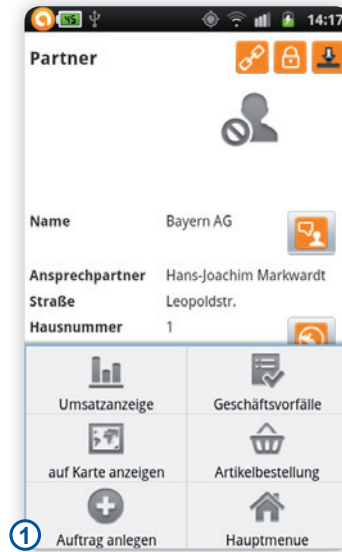 45 14:17
Partner
Name Bayern AG
Ansprechpartner Hans-Joachim Markwardt
Straße Leopoldstr.
Hausnummer 1
Umsatzanzeige Geschäftsvorfälle
auf Karte anzeigen Artikelbestellung
1 Auftrag anlegen Hauptmenue